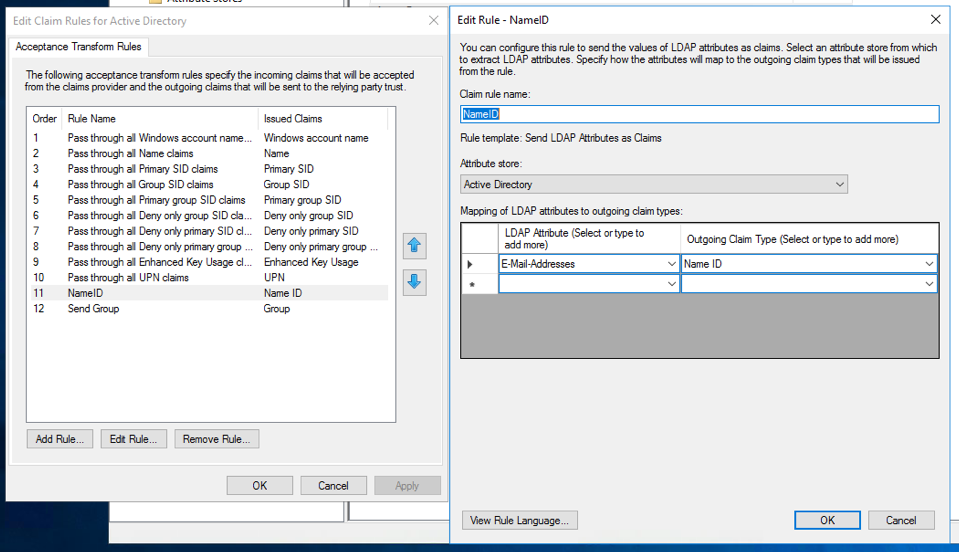 Attribute Stores
Edit Claim Rules for Active Directory
Acceptance Transform Rules
The following acceptance transform rules specify the incoming claims that will be accepted
from the claims provider and the outgoing claims that will be sent to the relying party trust.
Order Rule Name Issued Claims
1 Pass through all Windows account name... Windows account name
2 Pass through all Name claims Name
3 Pass through all Primary SID claims Primary SID
4 Pass through all Group SID claims Group SID
5 Pass through all Primary group SID claims Primary group SID
6 Pass through all Deny only group SID cla... Deny only group SID
7 Pass through all Deny only primary SID cl... Deny only primary SID
8 Pass through all Deny only primary group ... Deny only primary group ...
9 Pass through all Enhanced Key Usage cl... Enhanced Key Usage
10 Pass through all UPN claims UPN
11 NameID Name ID
12 Send Group Group
Add Rule... Edit Rule... Remove Rule...
OK Cancel Apply
Edit Rule - NameID
You can configure this rule to send the values of LDAP attributes as claims. Select an attribute store from which
to extract LDAP attributes. Specify how the attributes will map to the outgoing claim types that will be issued
from the rule.
Claim rule name:
NameID
Rule template: Send LDAP Attributes as Claims
Attribute store:
Active Directory
Mapping of LDAP attributes to outgoing claim types:
LDAP Attribute (Select or type to
add more)
Outgoing Claim Type (Select or type to add more)
E-Mail-Addresses Name ID
*
View Rule Language... OK Cancel